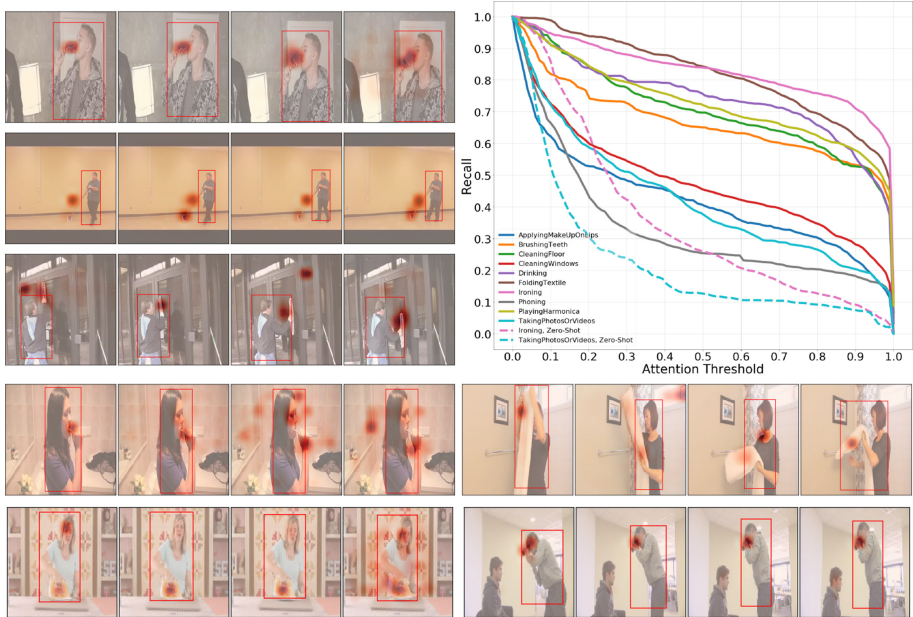 1.0
0.9
0.8
0.7
0.6
0.5
0.4
0.3
0.2
0.1
0.0
Recall
ApplyingMakeUpOnLips
BrushingTeeth
CleaningFloor
CleaningWindows
Drinking
FoldingTextile
Ironing
Phoning
PlayingHarmonica
TakingPhotosOrVideos
Ironing, Zero-Shot
TakingPhotosOrVideos, Zero-Shot
0.0 0.1 0.2 0.3 0.4 0.5 0.6 0.7 0.8 0.9 1.0
Attention Threshold